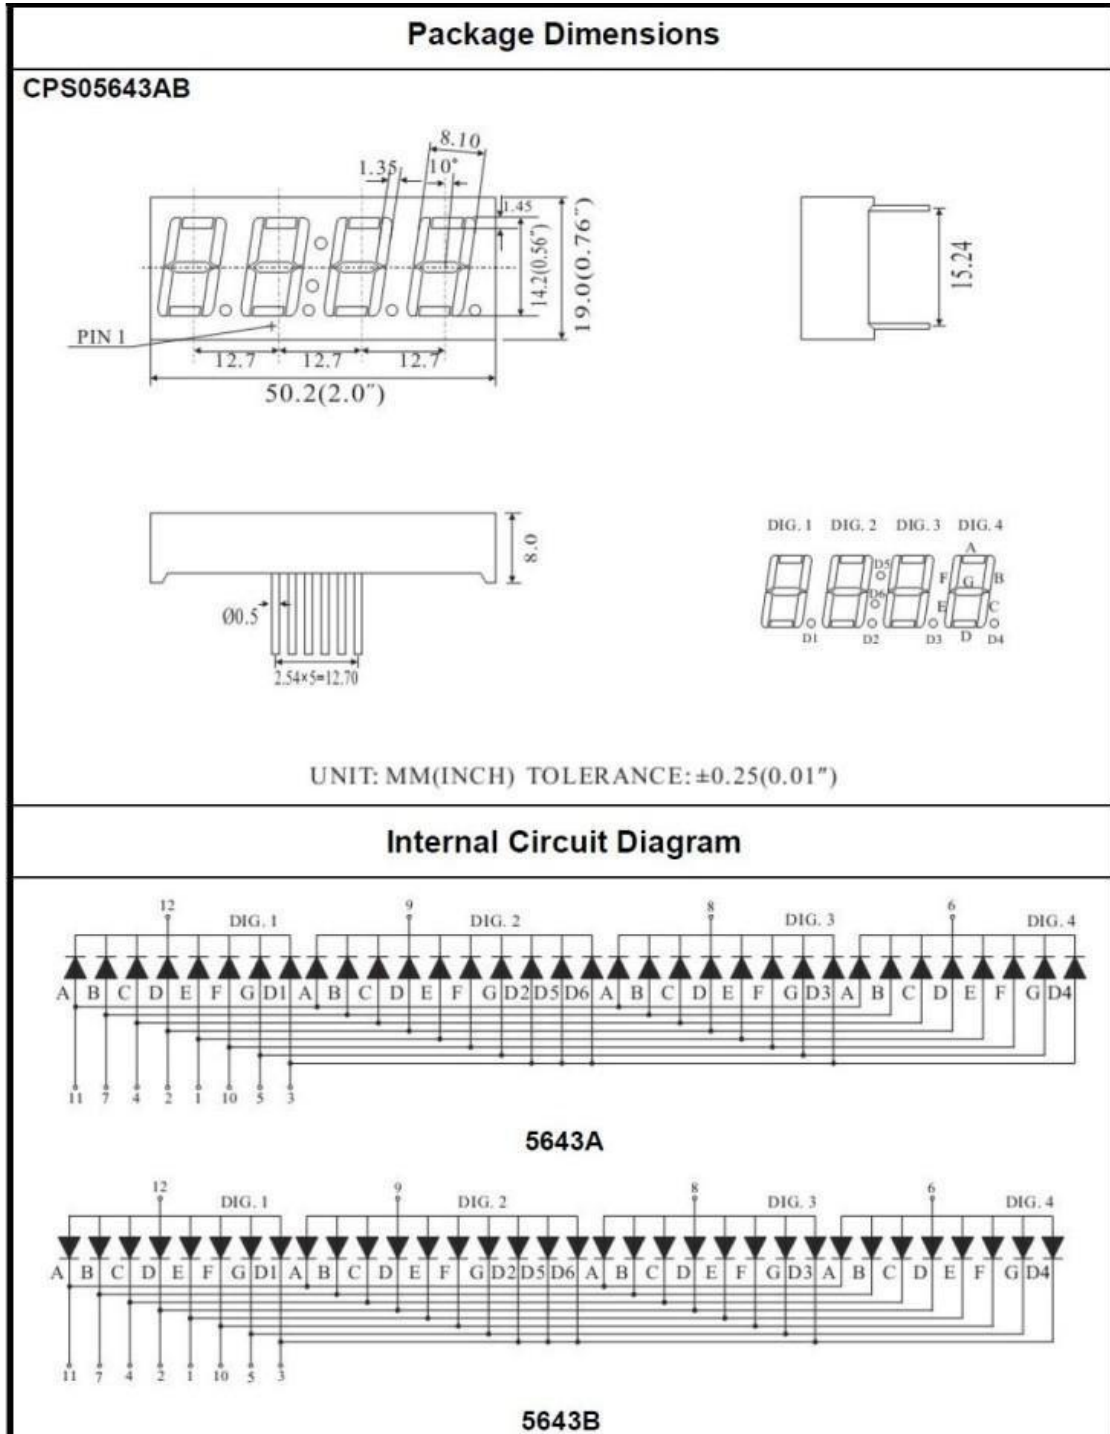 Package Dimensions
CPS05643AB
8.10
1.35 10°
1.45
14.2(0.56")
19.0(0.76")
15.24
PIN 1
12.7 12.7 12.7
50.2(2.0")
8.0
Ø0.5
2.54×5=12.70
DIG. 1 DIG. 2 DIG. 3 DIG. 4
A
D5 F G B
D6 E C
D1 D2 D3 D D4
UNIT: MM(INCH) TOLERANCE: ±0.25(0.01")
Internal Circuit Diagram
12 9 8 6
DIG. 1 DIG. 2 DIG. 3 DIG. 4
A B C D E F G D1 A B C D E F G D2 D5 D6 A B C D E F G D3 A B C D E F G D4
11 7 4 2 1 10 5 3
5643A
12 9 8 6
DIG. 1 DIG. 2 DIG. 3 DIG. 4
A B C D E F G D1 A B C D E F G D2 D5 D6 A B C D E F G D3 A B C D E F G D4
11 7 4 2 1 10 5 3
5643B